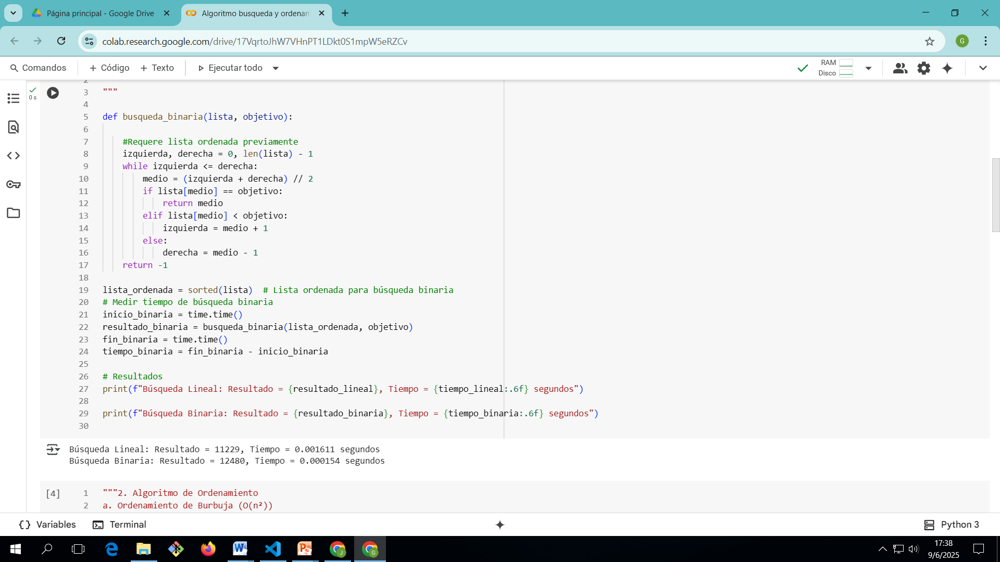 Página principal - Google Drive
Algoritmo busqueda y ordenam
colab.research.google.com/drive/17VqrtoJhW7VHnPT1LDkt0S1mpW5eRZCv
G
Comandos
+ Código
+ Texto
Ejecutar todo
RAM
Disco
0 s
2
3 """
4
5 def busqueda_binaria(lista, objetivo):
6
7 #Requere lista ordenada previamente
8 izquierda, derecha = 0, len(lista) - 1
9 while izquierda <= derecha:
10 medio = (izquierda + derecha) // 2
11 if lista[medio] == objetivo:
12 return medio
13 elif lista[medio] < objetivo:
14 izquierda = medio + 1
15 else:
16 derecha = medio - 1
17 return -1
18
19 lista_ordenada = sorted(lista)  # Lista ordenada para búsqueda binaria
20 # Medir tiempo de búsqueda binaria
21 inicio_binaria = time.time()
22 resultado_binaria = busqueda_binaria(lista_ordenada, objetivo)
23 fin_binaria = time.time()
24 tiempo_binaria = fin_binaria - inicio_binaria
25
26 # Resultados
27 print(f"Búsqueda Lineal: Resultado = {resultado_lineal}, Tiempo = {tiempo_lineal:.6f} segundos")
28
29 print(f"Búsqueda Binaria: Resultado = {resultado_binaria}, Tiempo = {tiempo_binaria:.6f} segundos")
30
Búsqueda Lineal: Resultado = 11229, Tiempo = 0.001611 segundos
Búsqueda Binaria: Resultado = 12480, Tiempo = 0.000154 segundos
[4] 1 """2. Algoritmo de Ordenamiento
2 a. Ordenamiento de Burbuja (O(n²))
{} Variables
Terminal
Python 3
17:38
9/6/2025